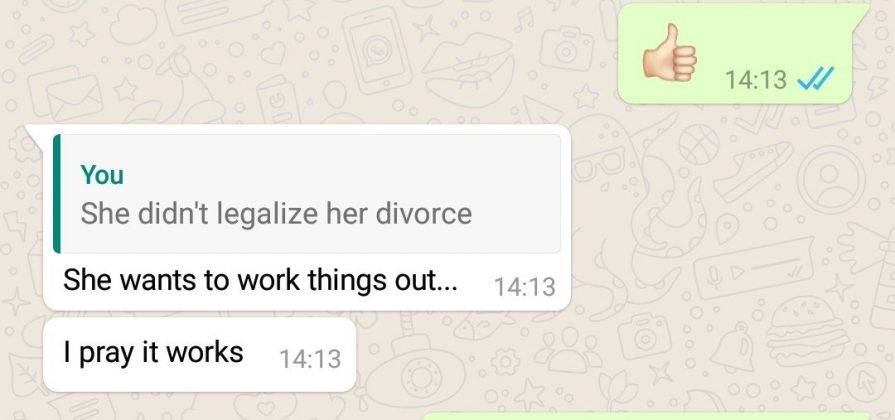 👍🏻
14:13
You
She didn't legalize her divorce
She wants to work things out... 14:13
I pray it works 14:13